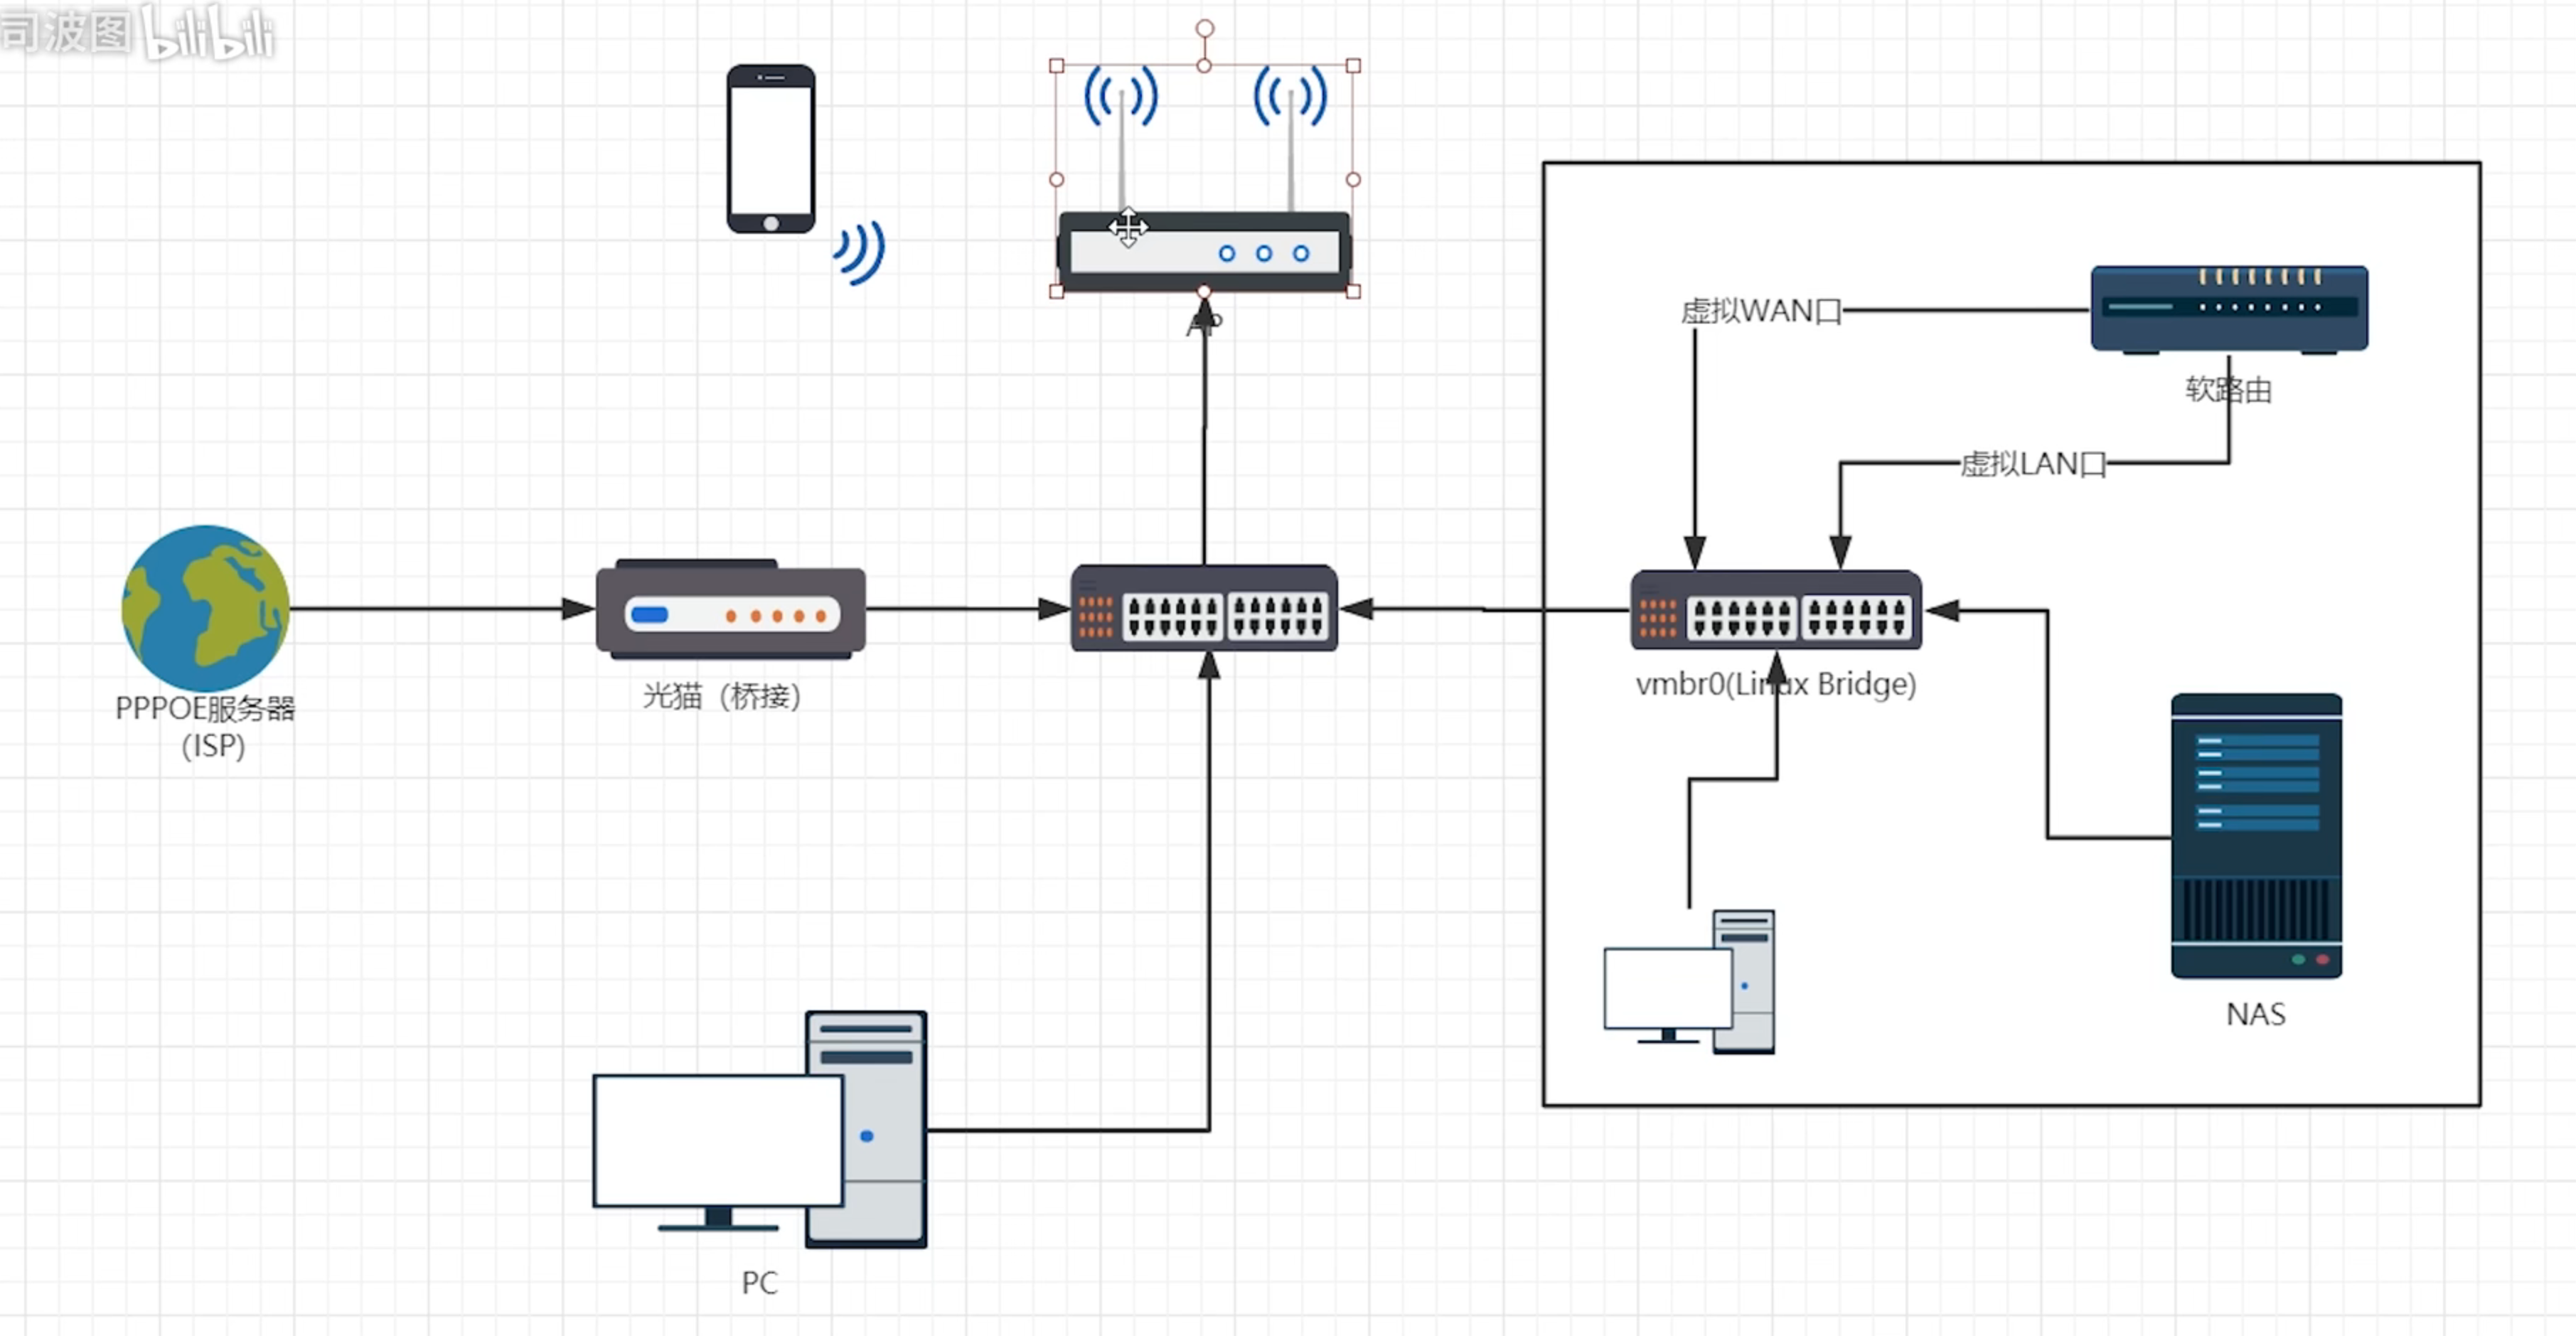 司波图 bilibili
AP
虚拟WAN口
软路由
虚拟LAN口
PPPOE服务器
(ISP)
光猫（桥接）
vmbr0(Linux Bridge)
NAS
PC